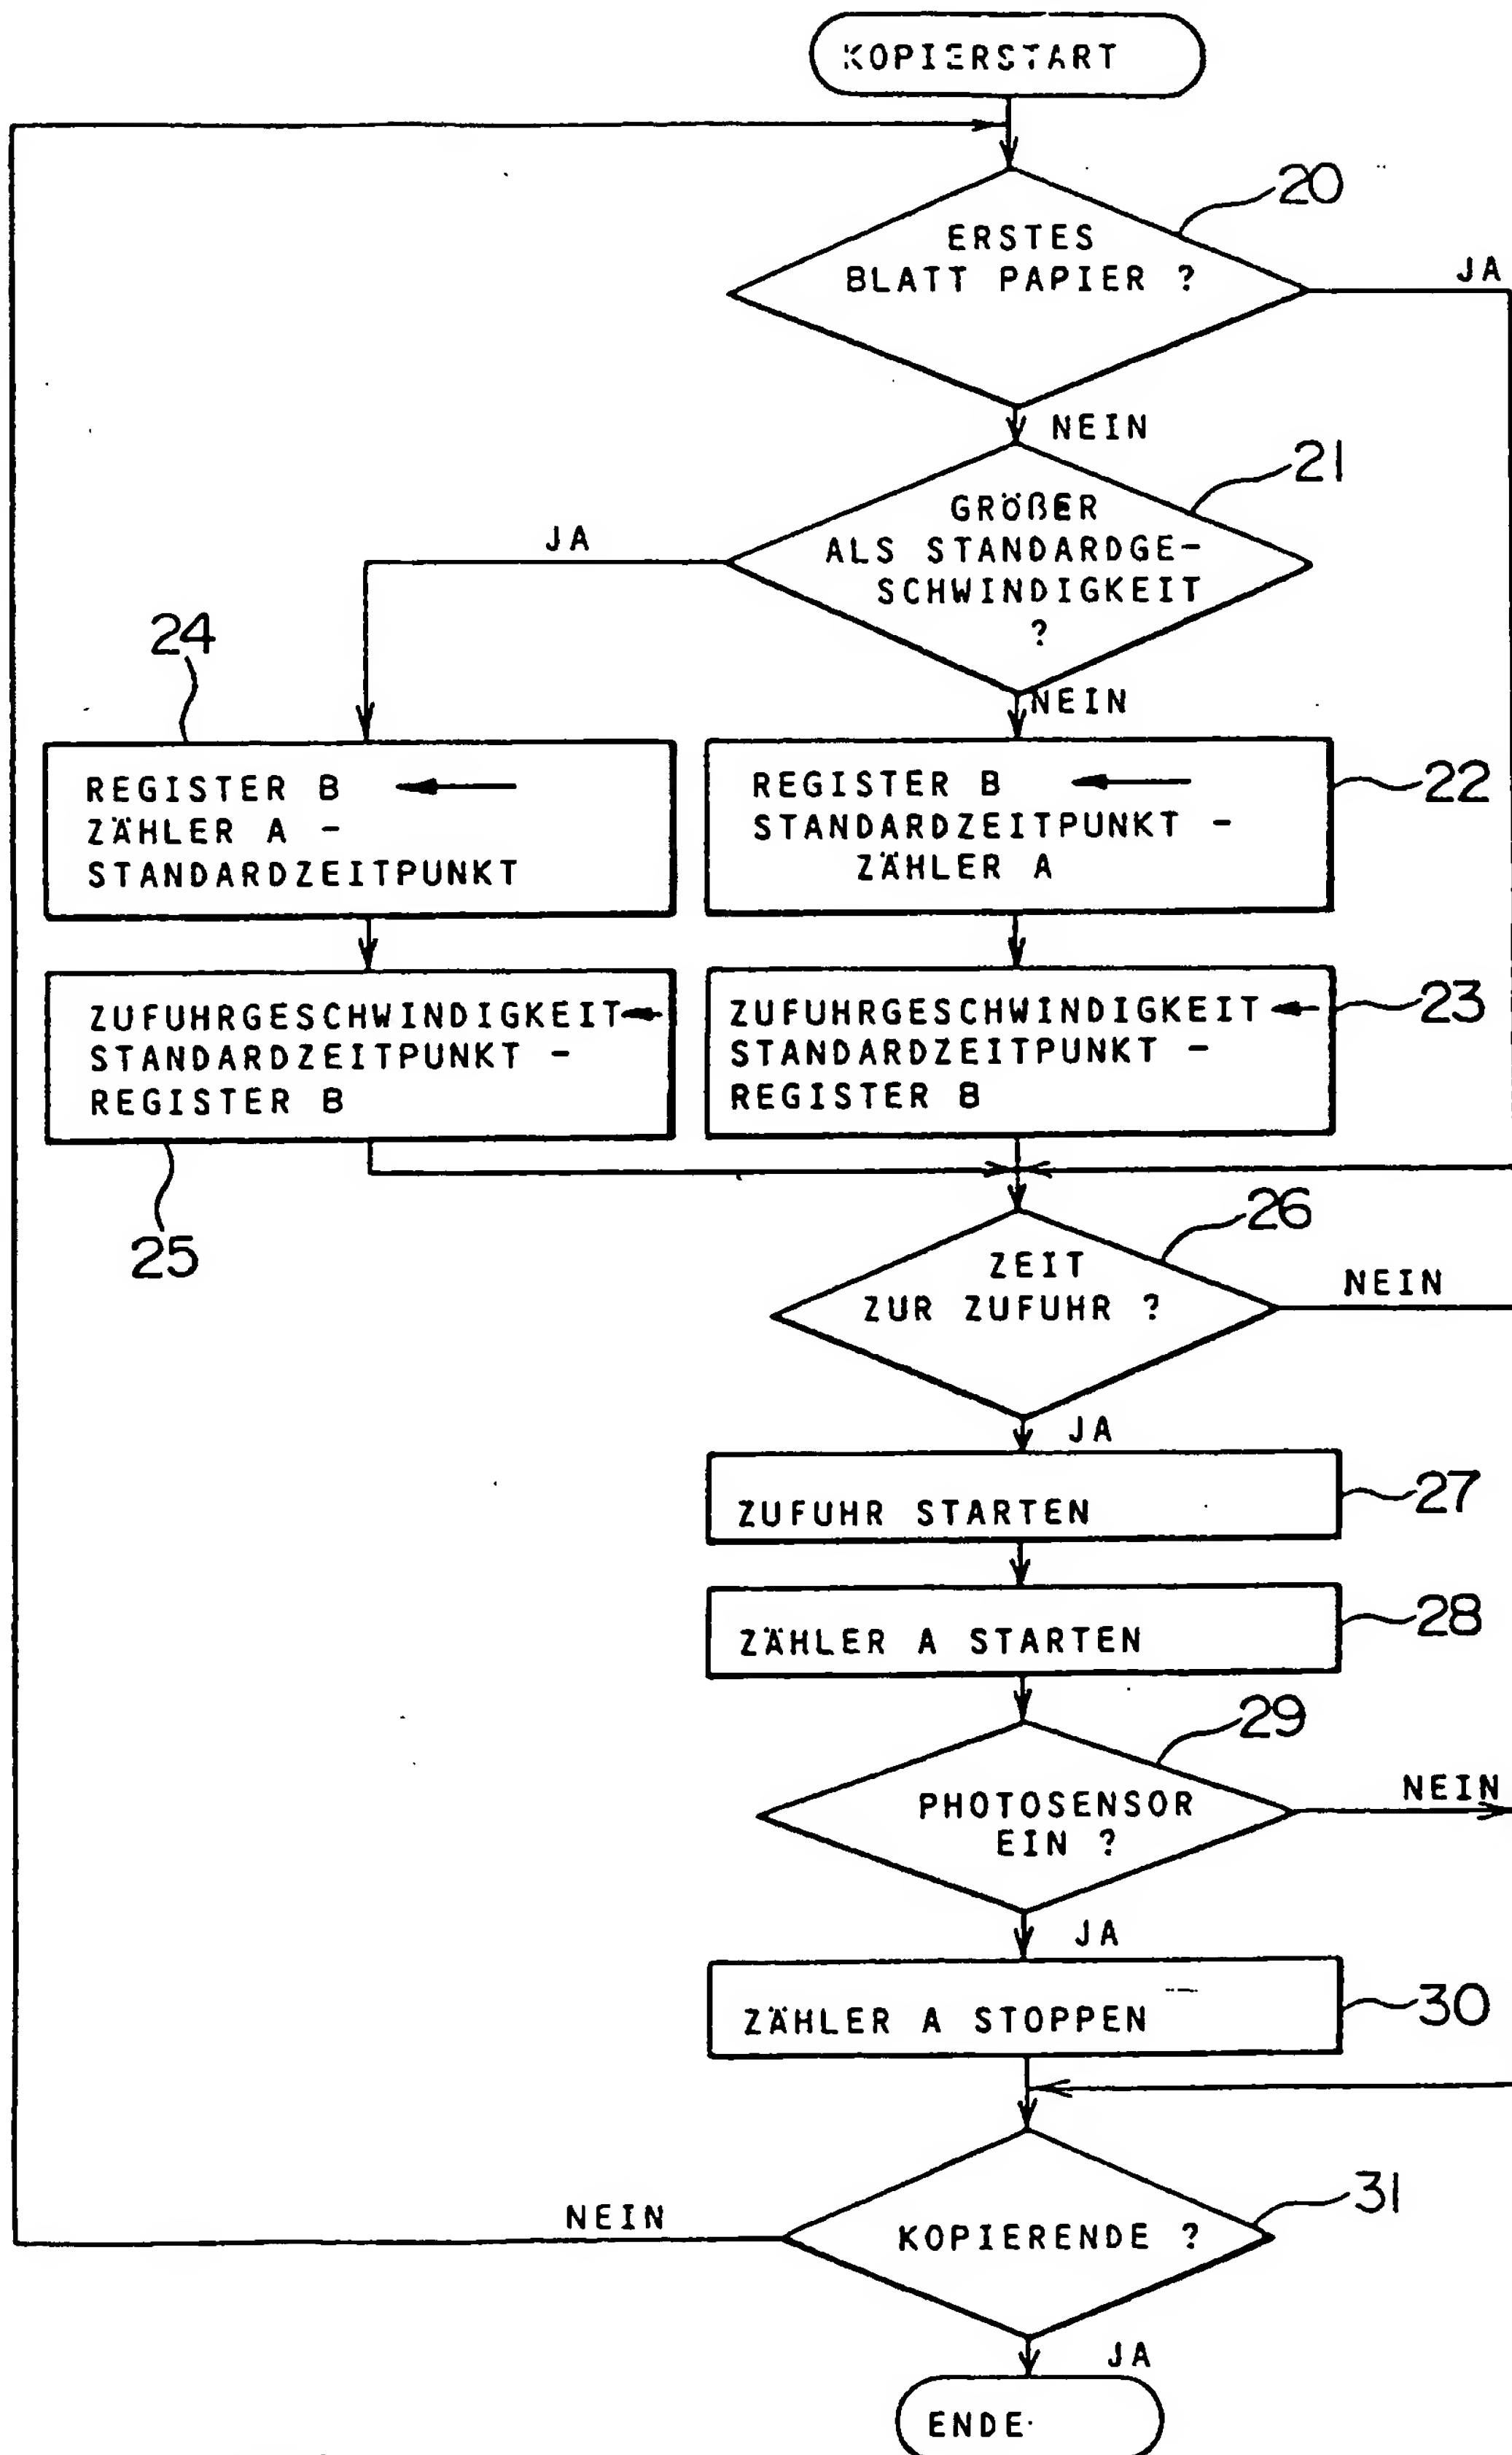 KOPIERSTART
20
ERSTES
BLATT PAPIER ?
JA
NEIN
21
GRÖßER
ALS STANDARDGE-
SCHWINDIGKEIT
?
JA
NEIN
24
REGISTER B ←
ZÄHLER A -
STANDARDZEITPUNKT
REGISTER B ←
STANDARDZEITPUNKT -
ZÄHLER A
22
ZUFUHRGESCHWINDIGKEIT←
STANDARDZEITPUNKT -
REGISTER B
25
ZUFUHRGESCHWINDIGKEIT ←
STANDARDZEITPUNKT -
REGISTER B
23
26
ZEIT
ZUR ZUFUHR ?
NEIN
JA
ZUFUHR STARTEN
27
ZÄHLER A STARTEN
28
29
PHOTOSENSOR
EIN ?
NEIN
JA
ZÄHLER A STOPPEN
30
31
KOPIERENDE ?
NEIN
JA
ENDE